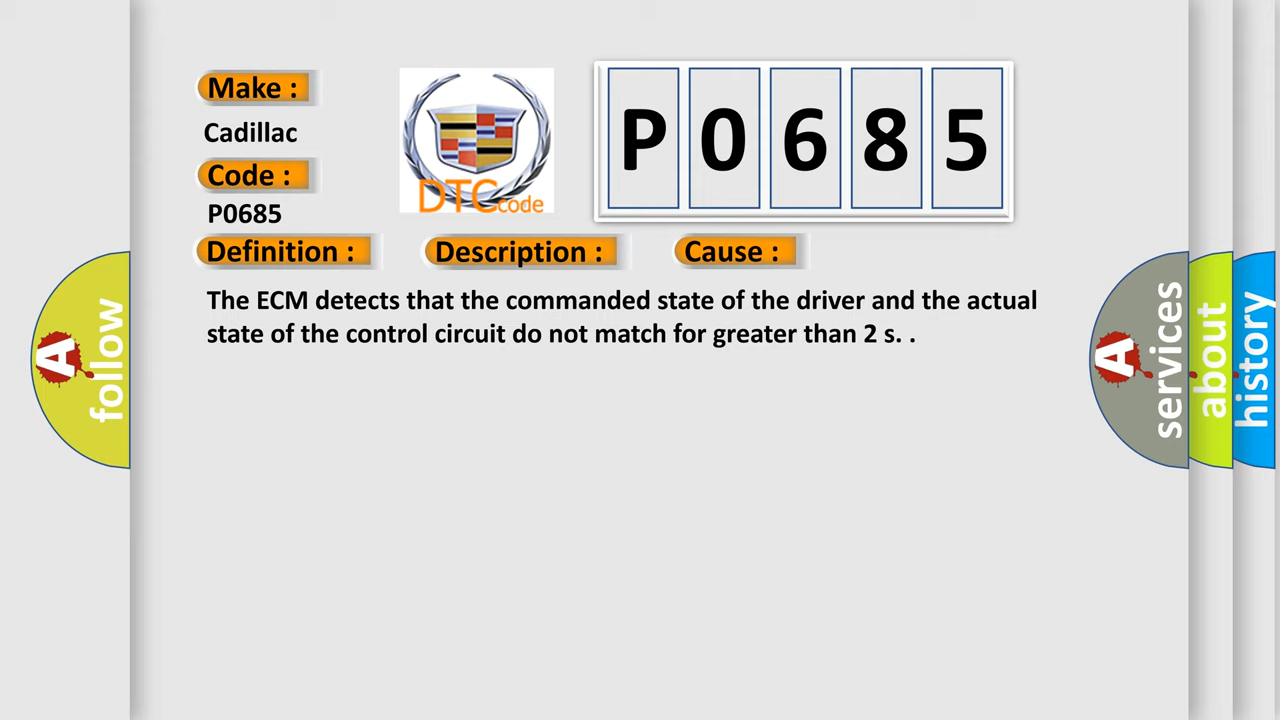 Make :
Cadillac
Code :
P0685
DTC code
P 0 6 8 5
Definition :
Description :
Cause :
The ECM detects that the commanded state of the driver and the actual
state of the control circuit do not match for greater than 2 s. .
A follow
A services
about
history